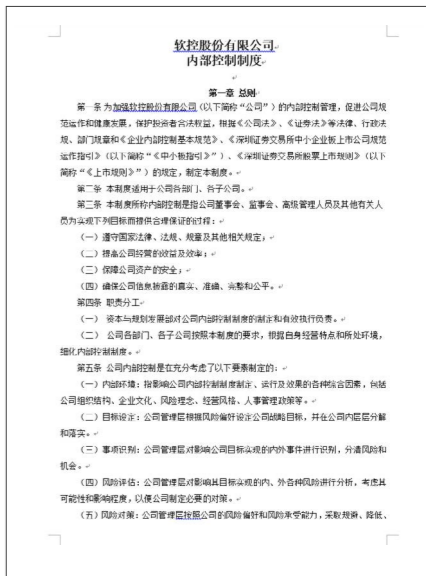 软控股份有限公司
内部控制制度
第一章 总则
第一条 为加强软控股份有限公司（以下简称“公司”）的内部控制管理，促进公司规
范运作和健康发展，保护投资者合法权益，根据《公司法》、《证券法》等法律、行政法
规、部门规章和《企业内部控制基本规范》、《深圳证券交易所中小企业板上市公司规范
运作指引》（以下简称“《中小板指引》”）、《深圳证券交易所股票上市规则》（以下
简称“《上市规则》”）的规定，制定本制度。
第二条 本制度适用于公司各部门、各子公司。
第三条 本制度所称内部控制是指公司董事会、监事会、高级管理人员及其他有关人
员为实现下列目标而提供合理保证的过程：
（一）遵守国家法律、法规、规章及其他相关规定；
（二）提高公司经营的效益及效率；
（三）保障公司资产的安全；
（四）确保公司信息披露的真实、准确、完整和公平。
第四条 职责分工
（一） 资本与规划发展部对公司内部控制制度的制定和有效执行负责。
（二） 公司各部门、各子公司按照本制度的要求，根据自身经营特点和所处环境，
细化内部控制制度。
第五条 公司内部控制是在充分考虑了以下要素制定的：
（一）内部环境：指影响公司内部控制制度制定、运行及效果的各种综合因素，包括
公司组织结构、企业文化、风险理念、经营风格、人事管理政策等。
（二）目标设定：公司管理层根据风险偏好设定公司战略目标，并在公司内层层分解
和落实。
（三）事项识别：公司管理层对影响公司目标实现的内外事件进行识别，分清风险和
机会。
（四）风险评估：公司管理层对影响其目标实现的内、外各种风险进行分析，考虑其
可能性和影响程度，以便公司制定必要的对策。
（五）风险对策：公司管理层按照公司的风险偏好和风险承受能力，采取规避、降低、